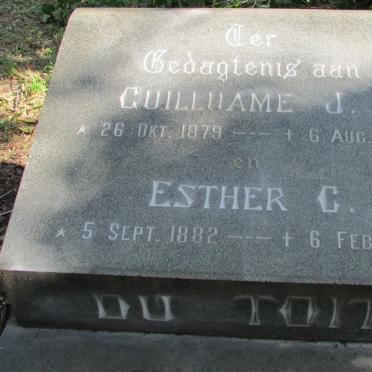 Ter
Gedagtenis aan
GUILLUAME J.
* 26 OKT. 1879 --- + 6 AUG.
en
ESTHER C.
* 5 SEPT. 1882 --- + 6 FEB
DU TOIT